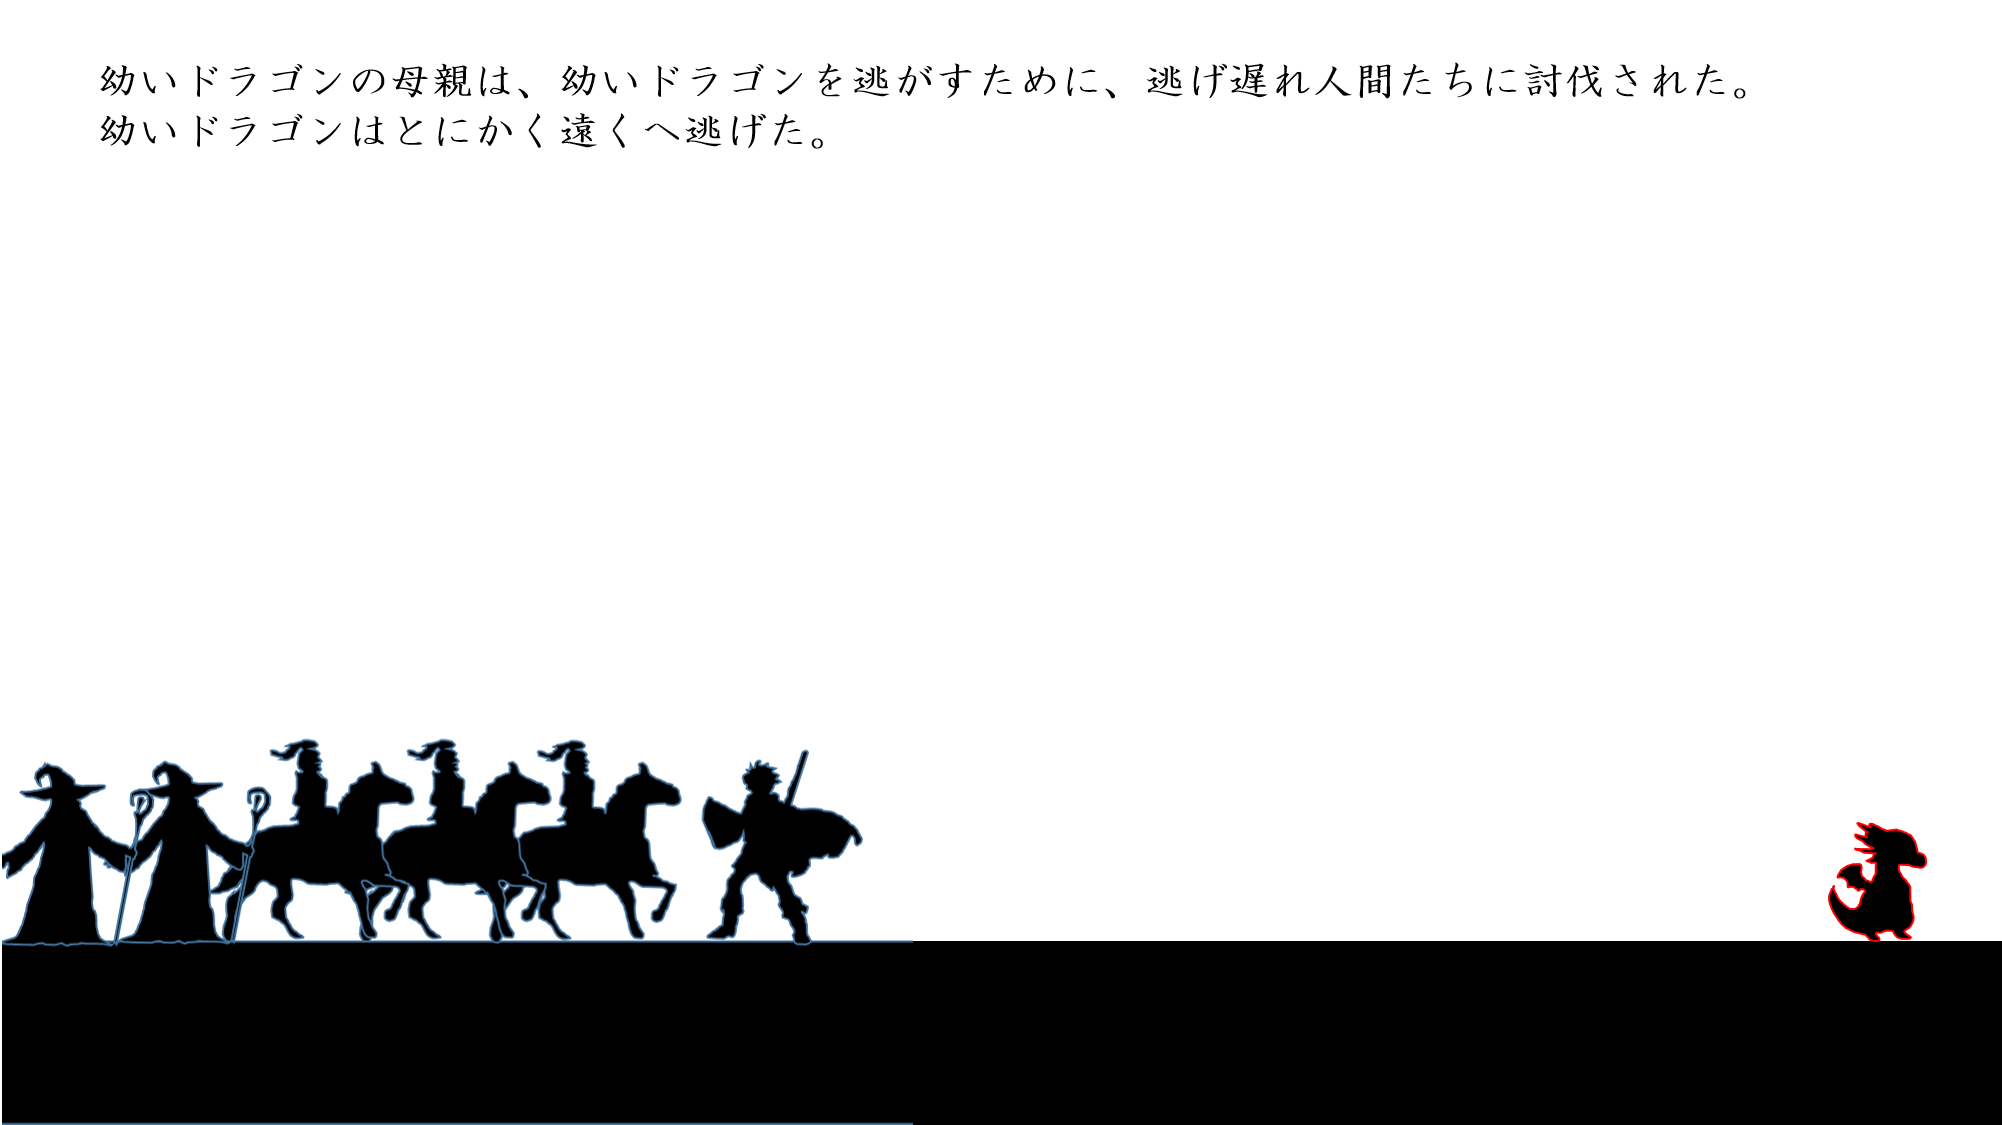 幼いドラゴンの母親は、幼いドラゴンを逃がすために、逃げ遅れ人間たちに討伐された。
幼いドラゴンはとにかく遠くへ逃げた。